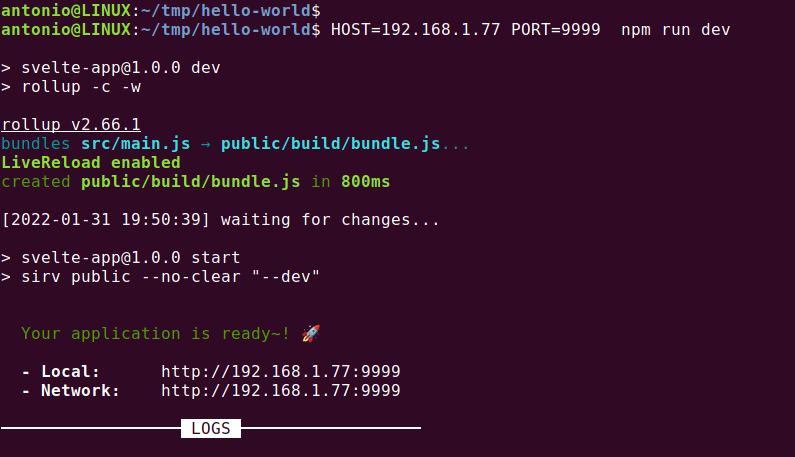 antonio@LINUX:~/tmp/hello-world$
antonio@LINUX:~/tmp/hello-world$ HOST=192.168.1.77 PORT=9999  npm run dev
> svelte-app@1.0.0 dev
> rollup -c -w
rollup v2.66.1
bundles src/main.js → public/build/bundle.js...
LiveReload enabled
created public/build/bundle.js in 800ms
[2022-01-31 19:50:39] waiting for changes...
> svelte-app@1.0.0 start
> sirv public --no-clear "--dev"
Your application is ready~! 🚀
- Local:      http://192.168.1.77:9999
- Network:    http://192.168.1.77:9999
LOGS